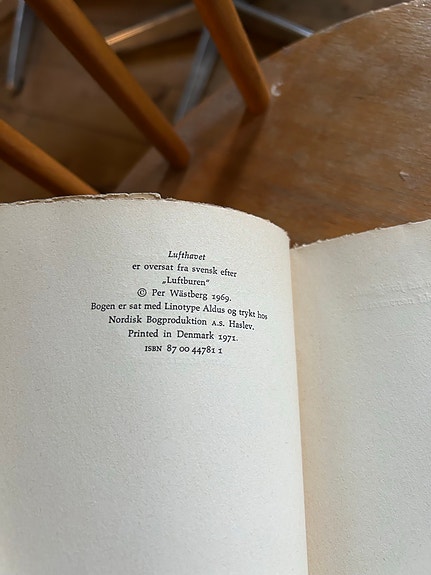 Lufthavet
er oversat fra svensk efter
„Luftburen“
© Per Wästberg 1969.
Bogen er sat med Linotype Aldus og trykt hos
Nordisk Bogproduktion A.S. Haslev.
Printed in Denmark 1971.
ISBN 87 00 44781 1